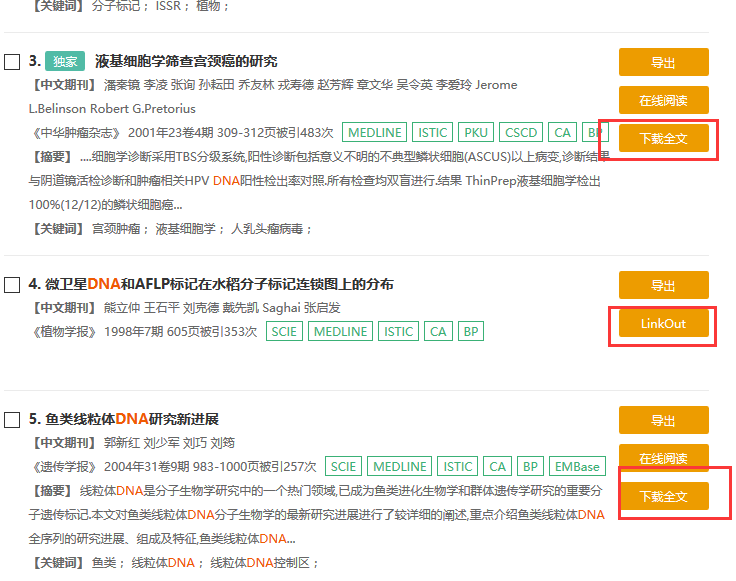 【关键词】 分子标记； ISSR； 植物；
3. 独家 液基细胞学筛查宫颈癌的研究
导出
【中文期刊】 潘秦镜 李凌 张询 孙耘田 乔友林 戎寿德 赵芳辉 章文华 吴令英 李爱玲 Jerome
L.Belinson Robert G.Pretorius
在线阅读
《中华肿瘤杂志》 2001年23卷4期 309-312页被引483次 MEDLINE ISTIC PKU CSCD CA BP
下载全文
【摘要】 ....细胞学诊断采用TBS分级系统,阳性诊断包括意义不明的不典型鳞状细胞(ASCUS)以上病变,诊断结果
与阴道镜活检诊断和肿瘤相关HPV DNA阳性检出率对照.所有检查均双盲进行.结果 ThinPrep液基细胞学检出
100%(12/12)的鳞状细胞癌...
【关键词】 宫颈肿瘤； 液基细胞学； 人乳头瘤病毒；
4. 微卫星DNA和AFLP标记在水稻分子标记连锁图上的分布
导出
【中文期刊】 熊立仲 王石平 刘克德 戴先凯 Saghai 张启发
《植物学报》 1998年7期 605页被引353次 SCIE MEDLINE ISTIC CA BP
LinkOut
5. 鱼类线粒体DNA研究新进展
导出
【中文期刊】 郭新红 刘少军 刘巧 刘筠
在线阅读
《遗传学报》 2004年31卷9期 983-1000页被引257次 SCIE MEDLINE ISTIC CA BP EMBase
【摘要】 线粒体DNA是分子生物学研究中的一个热门领域,已成为鱼类进化生物学和群体遗传学研究的重要分
下载全文
子遗传标记.本文对鱼类线粒体DNA分子生物学的最新研究进展进行了较详细的阐述,重点介绍鱼类线粒体DNA
全序列的研究进展、组成及特征,鱼类线粒体DNA...
【关键词】 鱼类； 线粒体DNA； 线粒体DNA控制区；